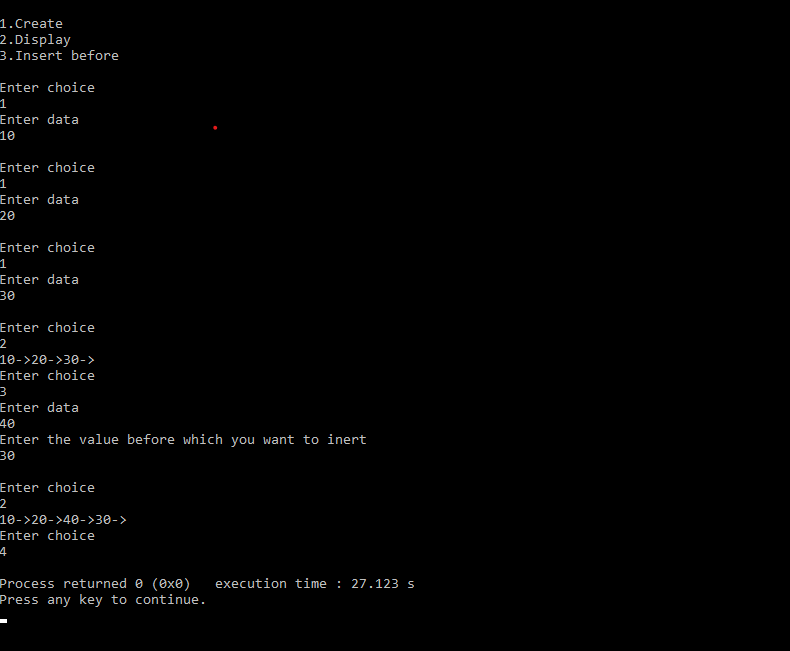 1.Create
2.Display
3.Insert before
Enter choice
1
Enter data
10
Enter choice
1
Enter data
20
Enter choice
1
Enter data
30
Enter choice
2
10->20->30->
Enter choice
3
Enter data
40
Enter the value before which you want to inert
30
Enter choice
2
10->20->40->30->
Enter choice
4
Process returned 0 (0x0)   execution time : 27.123 s
Press any key to continue.